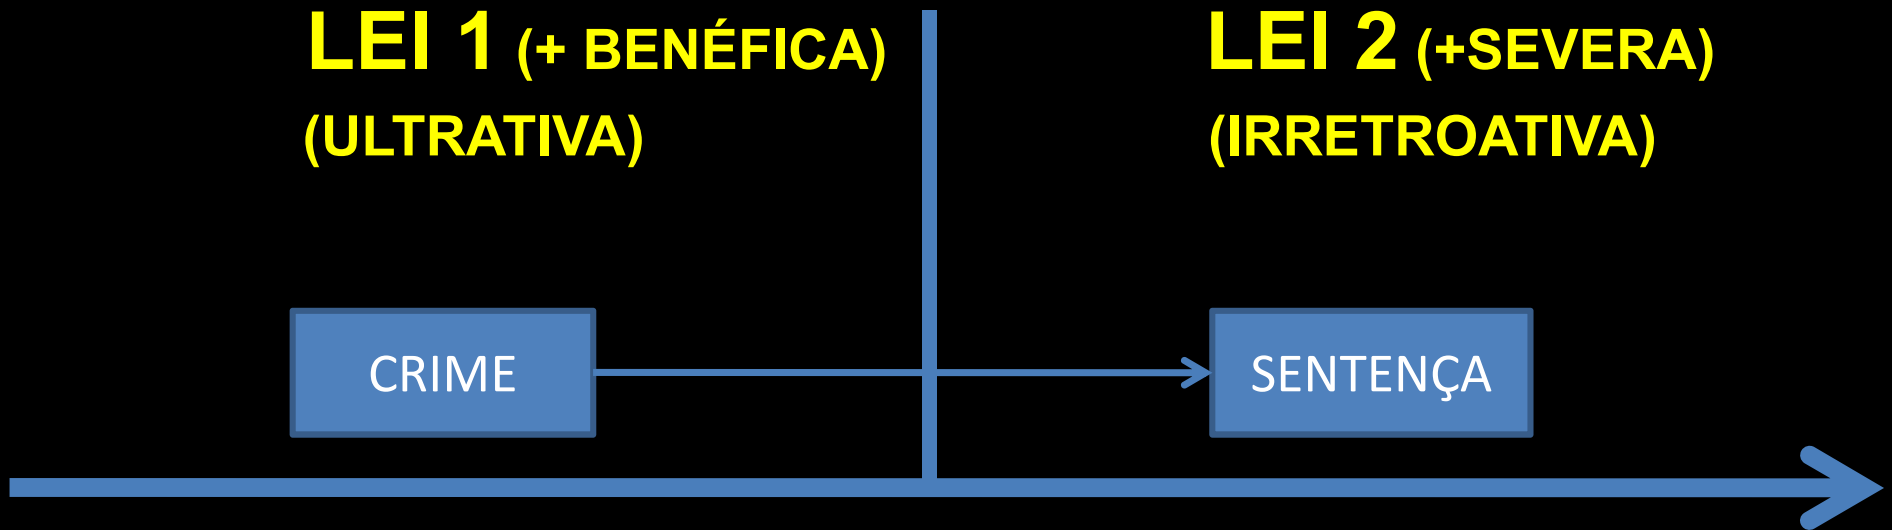 LEI 1 (+ BENÉFICA)
(ULTRATIVA)
LEI 2 (+SEVERA)
(IRRETROATIVA)
CRIME
SENTENÇA